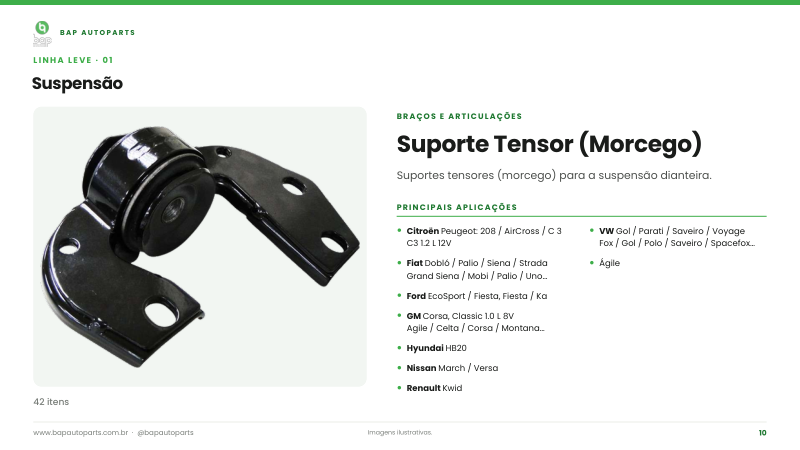 bap
BAP AUTOPARTS
LINHA LEVE · 01
Suspensão
BRAÇOS E ARTICULAÇÕES
Suporte Tensor (Morcego)
Suportes tensores (morcego) para a suspensão dianteira.
PRINCIPAIS APLICAÇÕES
• Citroën Peugeot: 208 / AirCross / C 3
C3 1.2 L 12V
• Fiat Dobló / Palio / Siena / Strada
Grand Siena / Mobi / Palio / Uno…
• Ford EcoSport / Fiesta, Fiesta / Ka
• GM Corsa, Classic 1.0 L 8V
Agile / Celta / Corsa / Montana…
• Hyundai HB20
• Nissan March / Versa
• Renault Kwid
• VW Gol / Parati / Saveiro / Voyage
Fox / Gol / Polo / Saveiro / Spacefox…
• Ágile
42 itens
www.bapautoparts.com.br · @bapautoparts
Imagens ilustrativas.
10